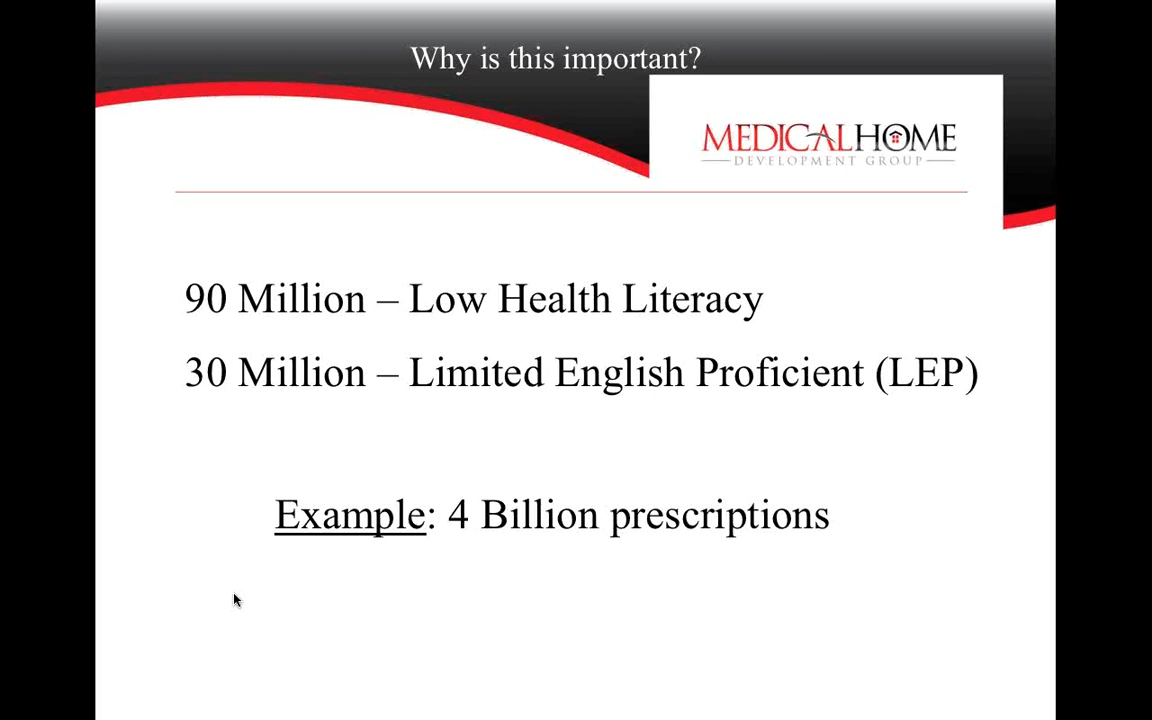 Why is this important?
MEDICALHOME
DEVELOPMENT GROUP
90 Million – Low Health Literacy
30 Million – Limited English Proficient (LEP)
Example: 4 Billion prescriptions